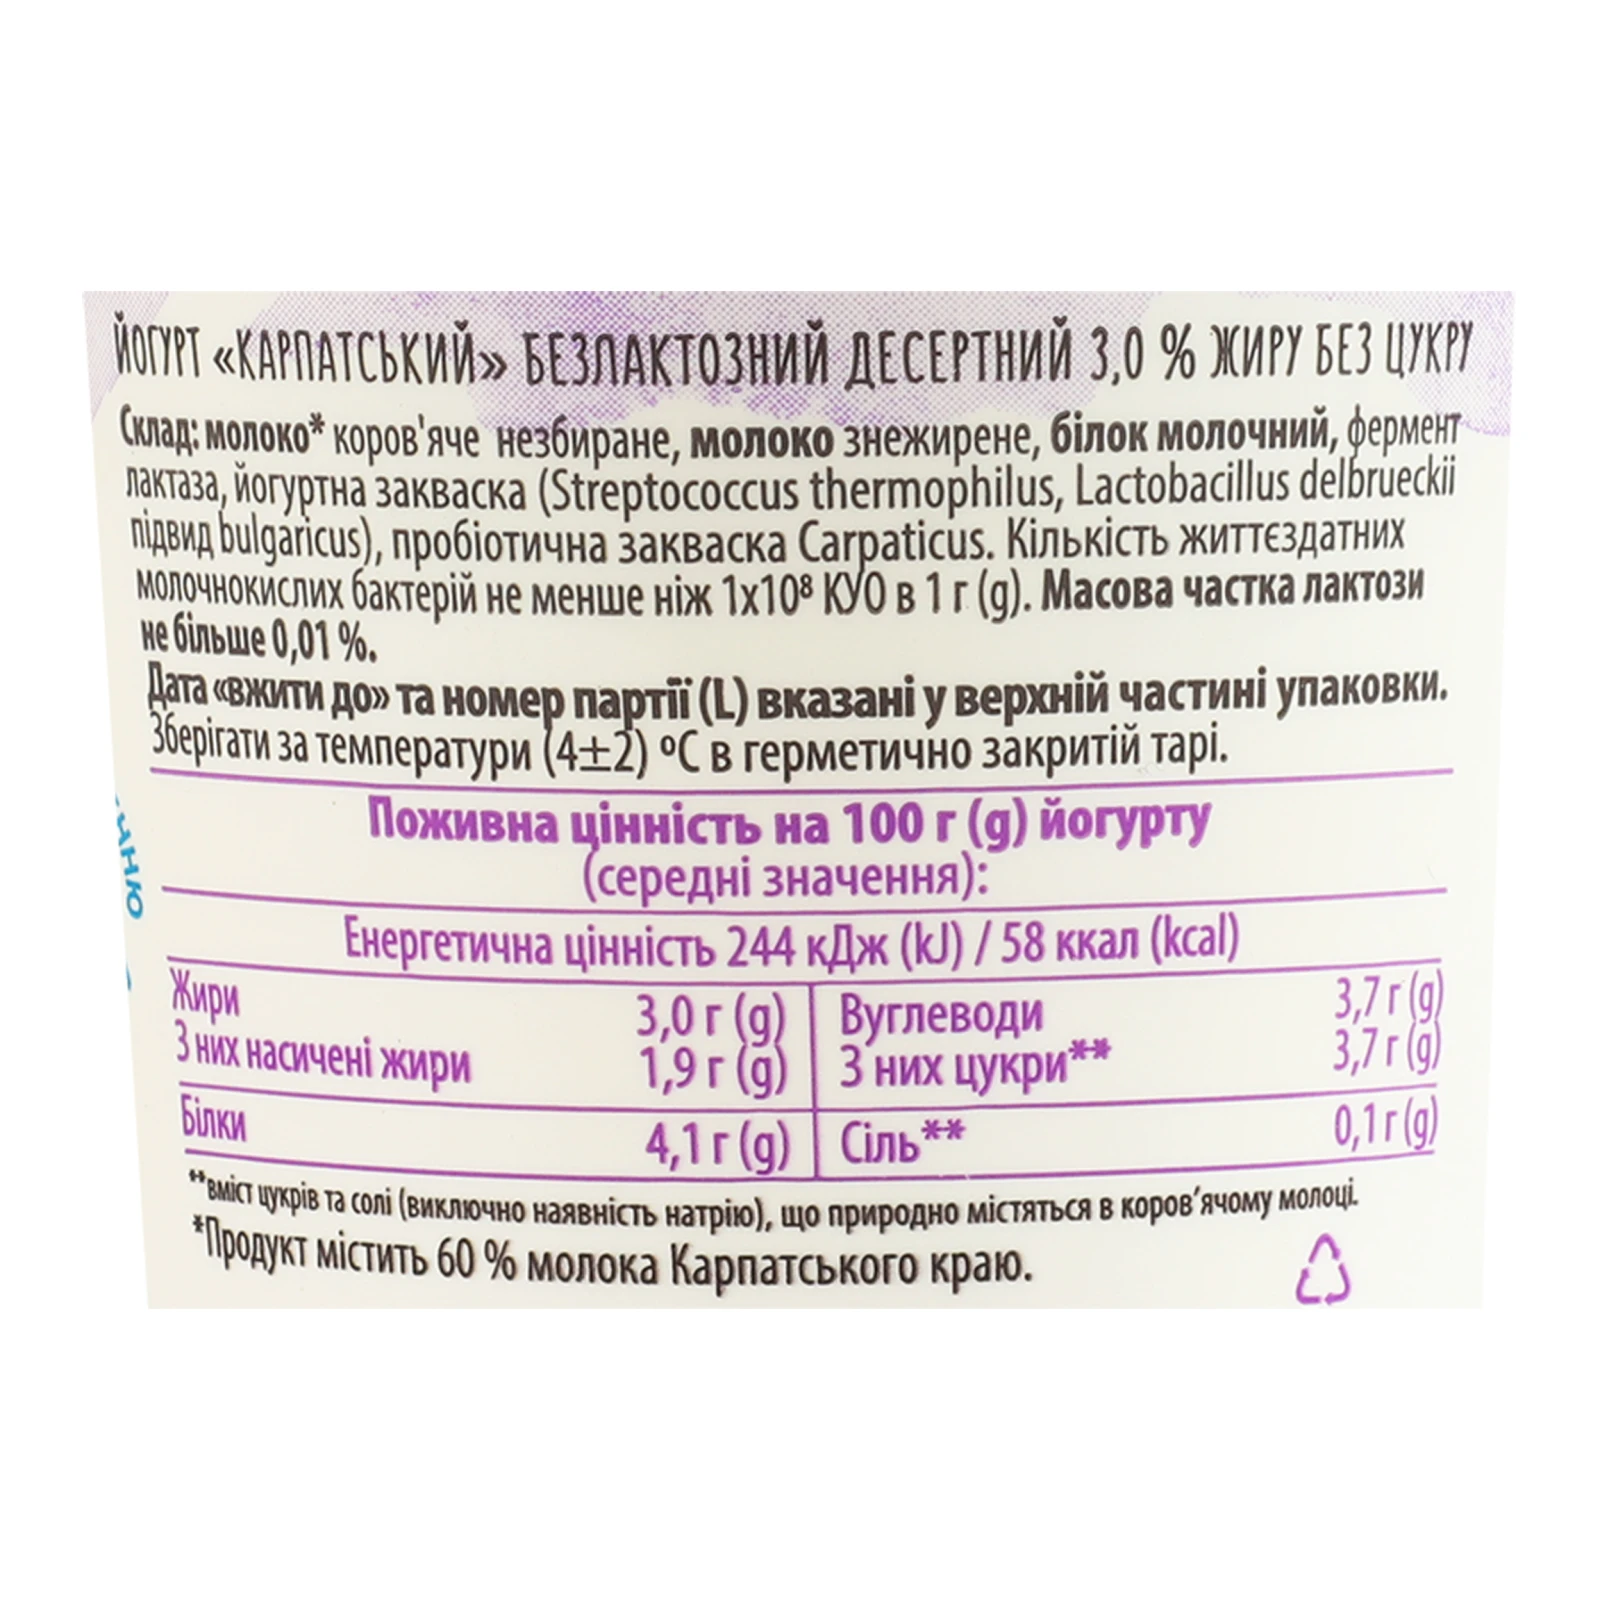 ЙОГУРТ «КАРПАТСЬКИЙ» БЕЗЛАКТОЗНИЙ ДЕСЕРТНИЙ 3,0 % ЖИРУ БЕЗ ЦУКРУ
Склад: молоко* коров'яче незбиране, молоко знежирене, білок молочний, фермент
лактаза, йогуртна закваска (Streptococcus thermophilus, Lactobacillus delbrueckii
підвид bulgaricus), пробіотична закваска Carpaticus. Кількість життєздатних
молочнокислих бактерій не менше ніж 1x10⁸ КУО в 1 г (g). Масова частка лактози
не більше 0,01 %.
Дата «вжити до» та номер партії (L) вказані у верхній частині упаковки.
Зберігати за температури (4±2) ºС в герметично закритій тарі.
Поживна цінність на 100 г (g) йогурту
(середні значення):
Енергетична цінність 244 кДж (kJ) / 58 ккал (kcal)
Жири 3,0 г (g) Вуглеводи 3,7 г (g)
З них насичені жири 1,9 г (g) З них цукри** 3,7 г (g)
Білки 4,1 г (g) Сіль** 0,1 г (g)
**вміст цукрів та солі (виключно наявність натрію), що природно містяться в коров'ячому молоці.
*Продукт містить 60 % молока Карпатського краю.